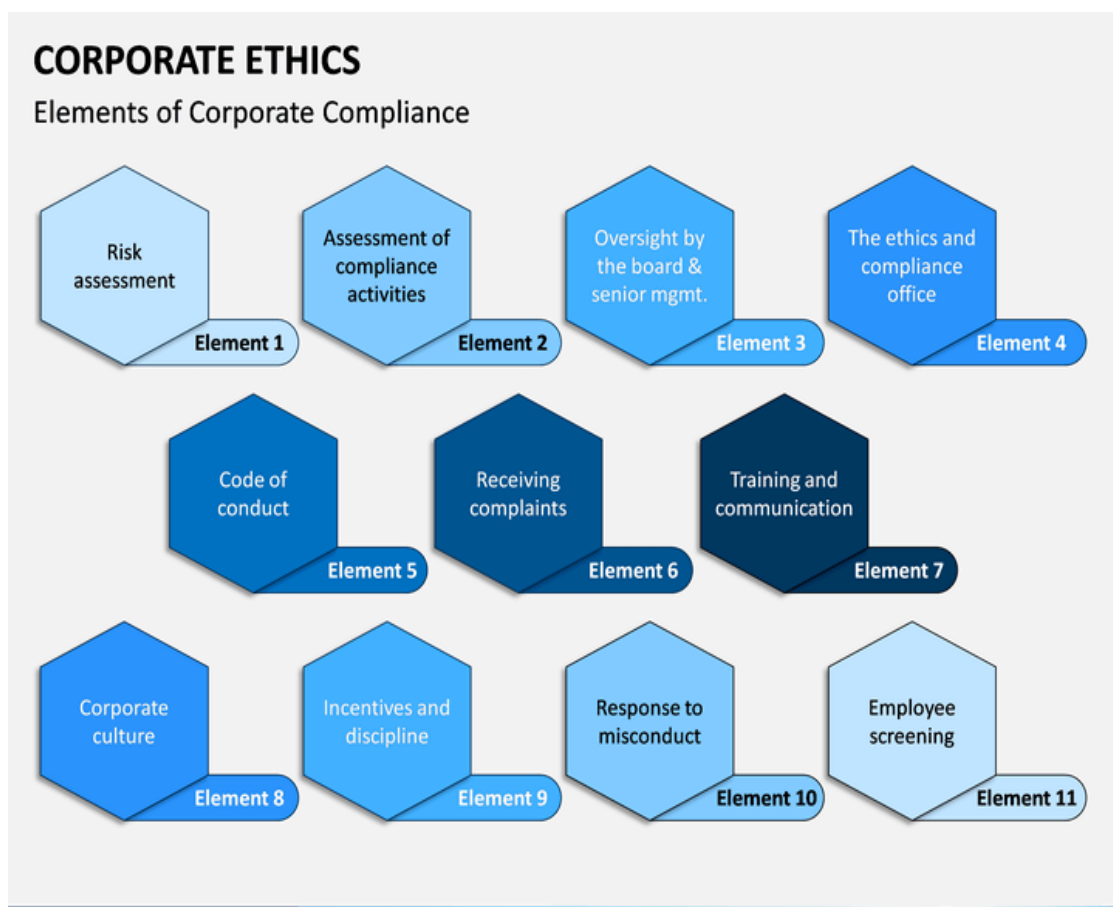 CORPORATE ETHICS
Elements of Corporate Compliance
Risk
assessment
Element 1
Assessment of
compliance
activities
Element 2
Oversight by
the board &
senior mgmt.
Element 3
The ethics and
compliance
office
Element 4
Code of
conduct
Element 5
Receiving
complaints
Element 6
Training and
communication
Element 7
Corporate
culture
Element 8
Incentives and
discipline
Element 9
Response to
misconduct
Element 10
Employee
screening
Element 11